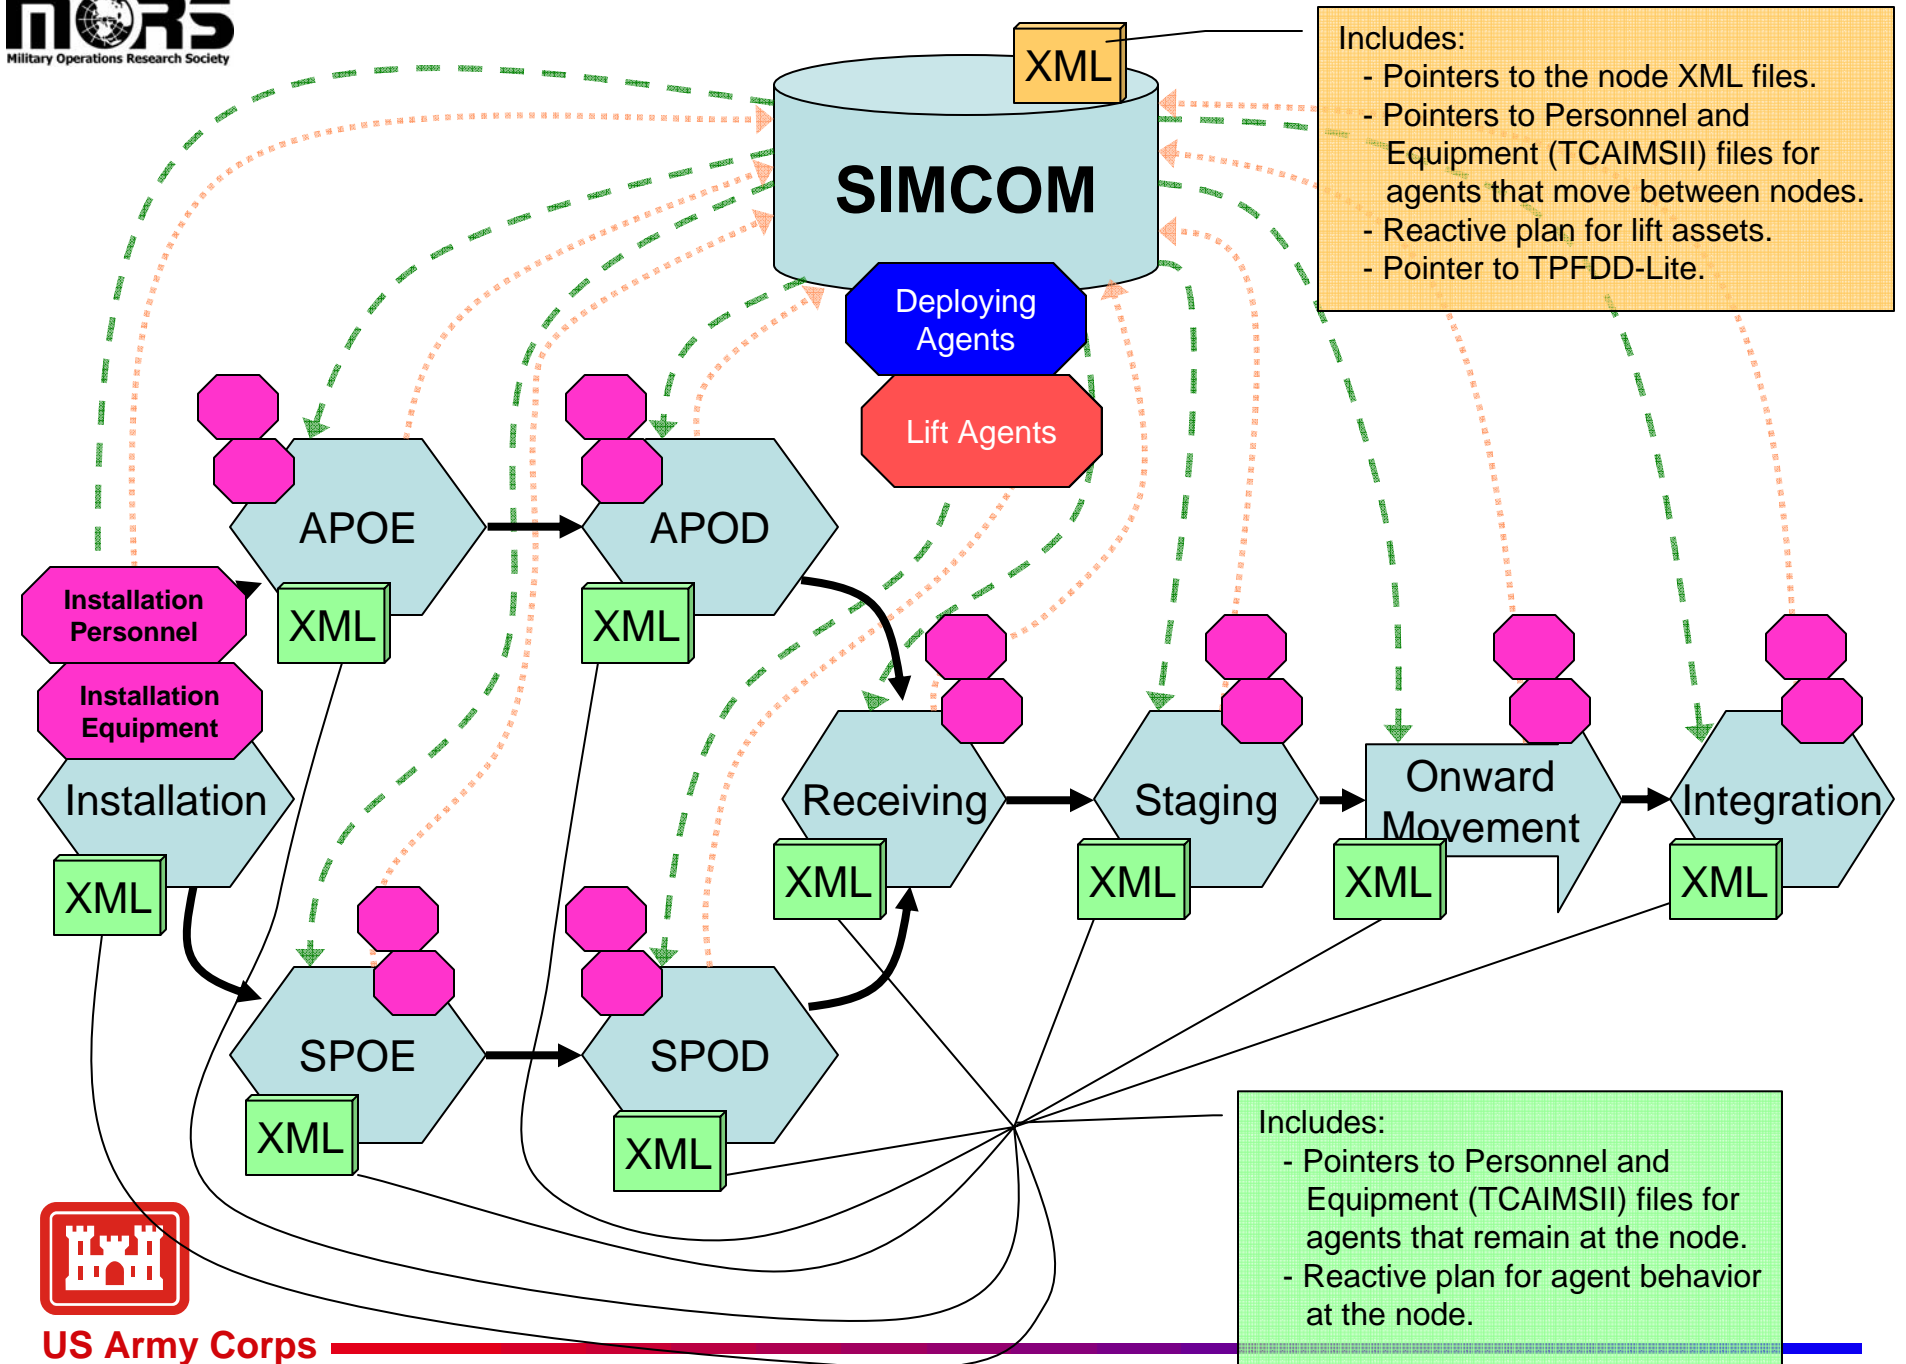 MORS
Military Operations Research Society
XML
Includes:
- Pointers to the node XML files.
- Pointers to Personnel and
Equipment (TCAIMSII) files for
agents that move between nodes.
- Reactive plan for lift assets.
- Pointer to TPFDD-Lite.
SIMCOM
Deploying
Agents
Lift Agents
APOE
XML
APOD
XML
Installation
Personnel
Installation
Equipment
Installation
XML
Receiving
XML
Staging
XML
Onward
Movement
XML
Integration
XML
SPOE
XML
SPOD
XML
Includes:
- Pointers to Personnel and
Equipment (TCAIMSII) files for
agents that remain at the node.
- Reactive plan for agent behavior
at the node.
US Army Corps